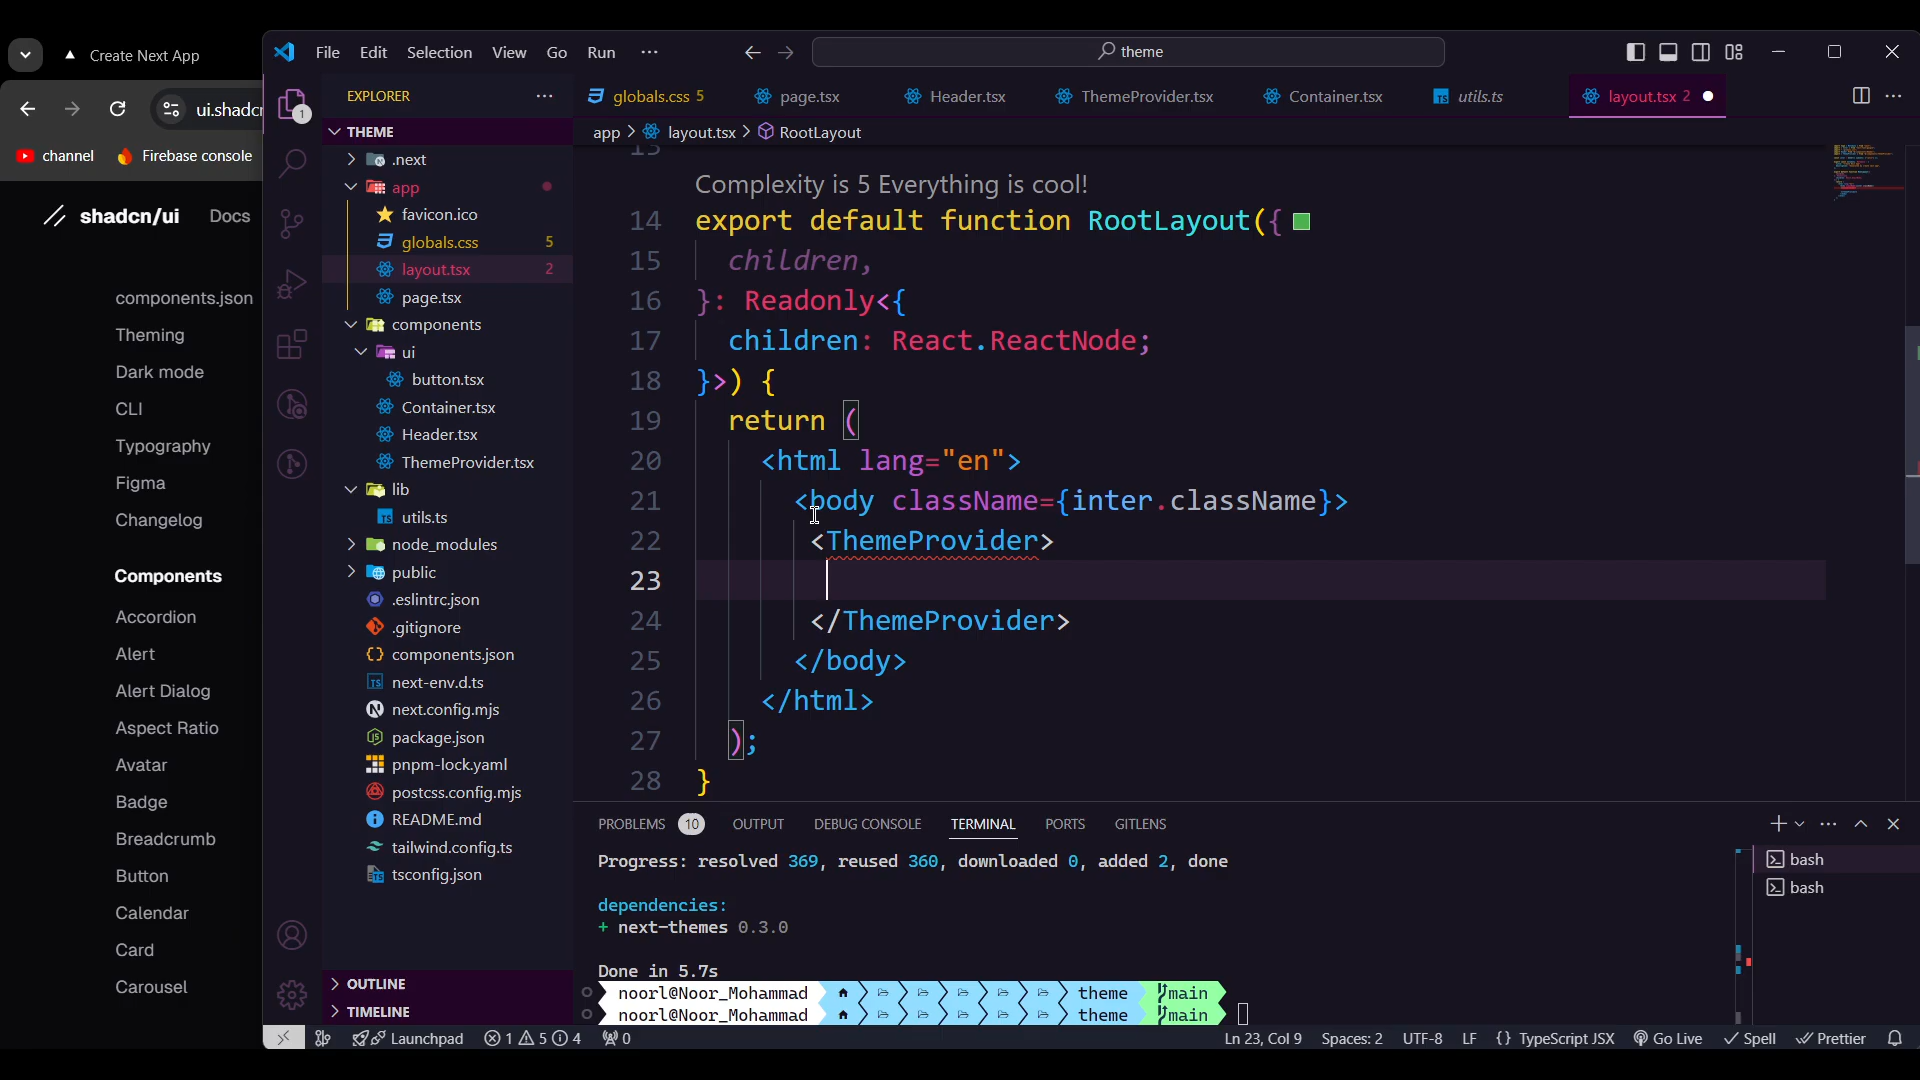 Create Next App
ui.shadcn
channel
Firebase console
shadcn/ui
Docs
components.json
Theming
Dark mode
CLI
Typography
Figma
Changelog
Components
Accordion
Alert
Alert Dialog
Aspect Ratio
Avatar
Badge
Breadcrumb
Button
Calendar
Card
Carousel
File Edit Selection View Go Run ···
theme
1
EXPLORER
THEME
.next
app
favicon.ico
globals.css 5
layout.tsx 2
page.tsx
components
ui
button.tsx
Container.tsx
Header.tsx
ThemeProvider.tsx
lib
utils.ts
node_modules
public
.eslintrc.json
.gitignore
components.json
next-env.d.ts
next.config.mjs
package.json
pnpm-lock.yaml
postcss.config.mjs
README.md
tailwind.config.ts
tsconfig.json
OUTLINE
TIMELINE
globals.css 5 page.tsx Header.tsx ThemeProvider.tsx Container.tsx utils.ts layout.tsx 2
app > layout.tsx > RootLayout
13
Complexity is 5 Everything is cool!
14 export default function RootLayout({
15 children,
16 }: Readonly<{
17 children: React.ReactNode;
18 }>) {
19 return (
20 <html lang="en">
21 <body className={inter.className}>
22 <ThemeProvider>
23
24 </ThemeProvider>
25 </body>
26 </html>
27 );
28 }
PROBLEMS 10 OUTPUT DEBUG CONSOLE TERMINAL PORTS GITLENS
Progress: resolved 369, reused 360, downloaded 0, added 2, done
dependencies:
+ next-themes 0.3.0
Done in 5.7s
noorl@Noor_Mohammad theme main
noorl@Noor_Mohammad theme main
bash
bash
Launchpad 1 5 4 0
Ln 23, Col 9 Spaces: 2 UTF-8 LF {} TypeScript JSX Go Live Spell Prettier